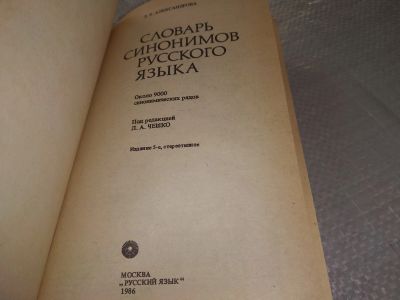 З. Е. АЛЕКСАНДРОВА
СЛОВАРЬ
СИНОНИМОВ
РУССКОГО
ЯЗЫКА
Около 9000
синонимических рядов
Под редакцией
Л. А. ЧЕШКО
Издание 5-е, стереотипное
МОСКВА
„РУССКИЙ ЯЗЫК"
1986